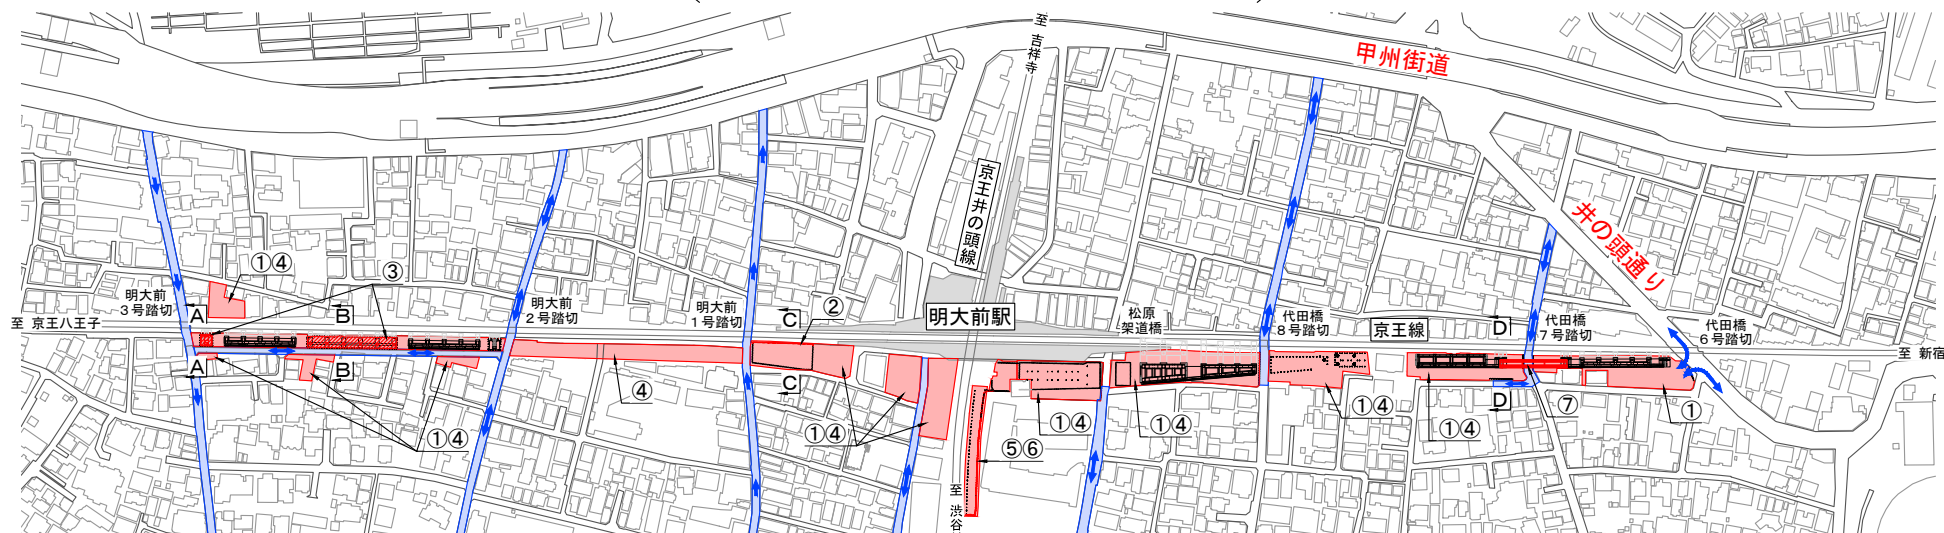 至 吉祥寺
甲州街道
京王井の頭線
井の頭通り
①④
③
明大前
3号踏切
A
B
明大前
2号踏切
明大前
1号踏切
C
②
明大前駅
松原
架道橋
代田橋
8号踏切
京王線
D
代田橋
7号踏切
代田橋
6号踏切
至 京王八王子
至 新宿
A
B
C
D
④
①④
①④
⑤⑥
①④
①④
①④
①④
⑦
①
至 渋谷